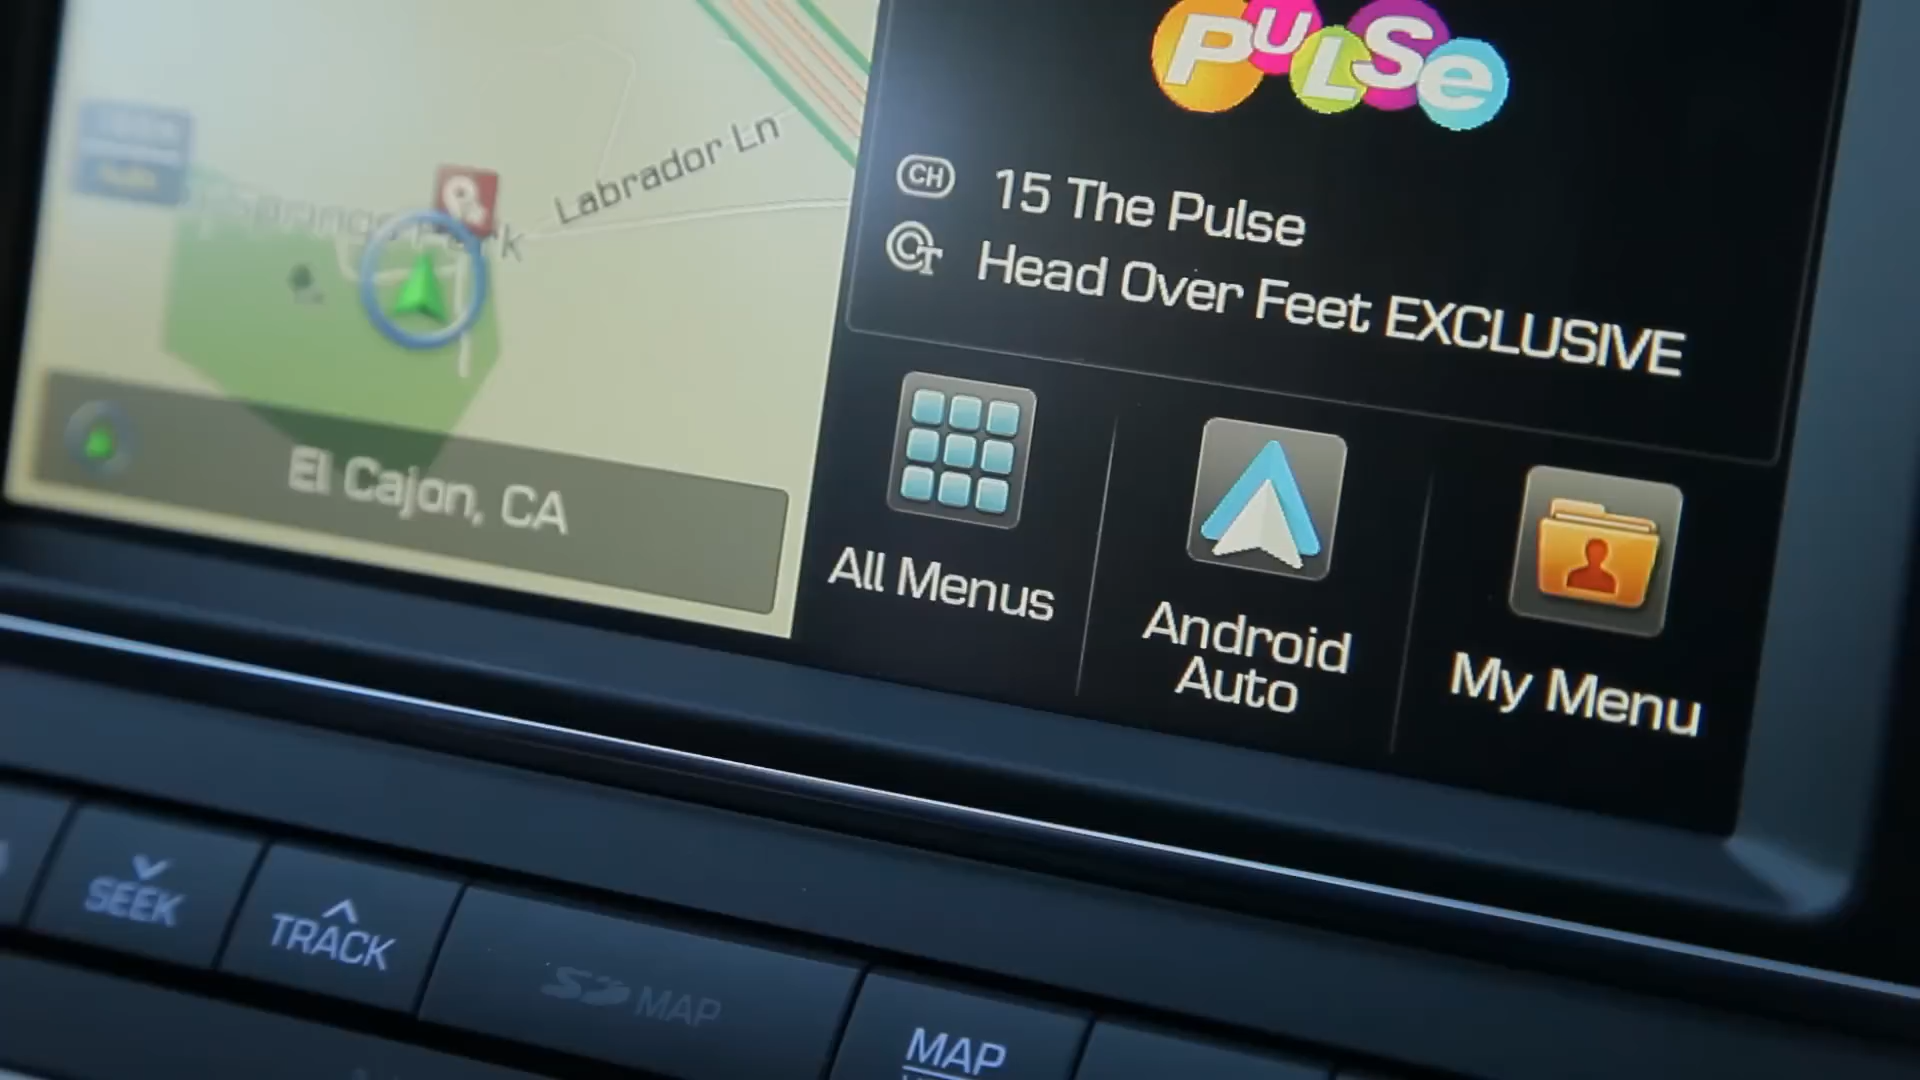 Labrador Ln
El Cajon, CA
PULSe
CH
15 The Pulse
CT
Head Over Feet EXCLUSIVE
All Menus
Android
Auto
My Menu
SEEK
TRACK
SD MAP
MAP